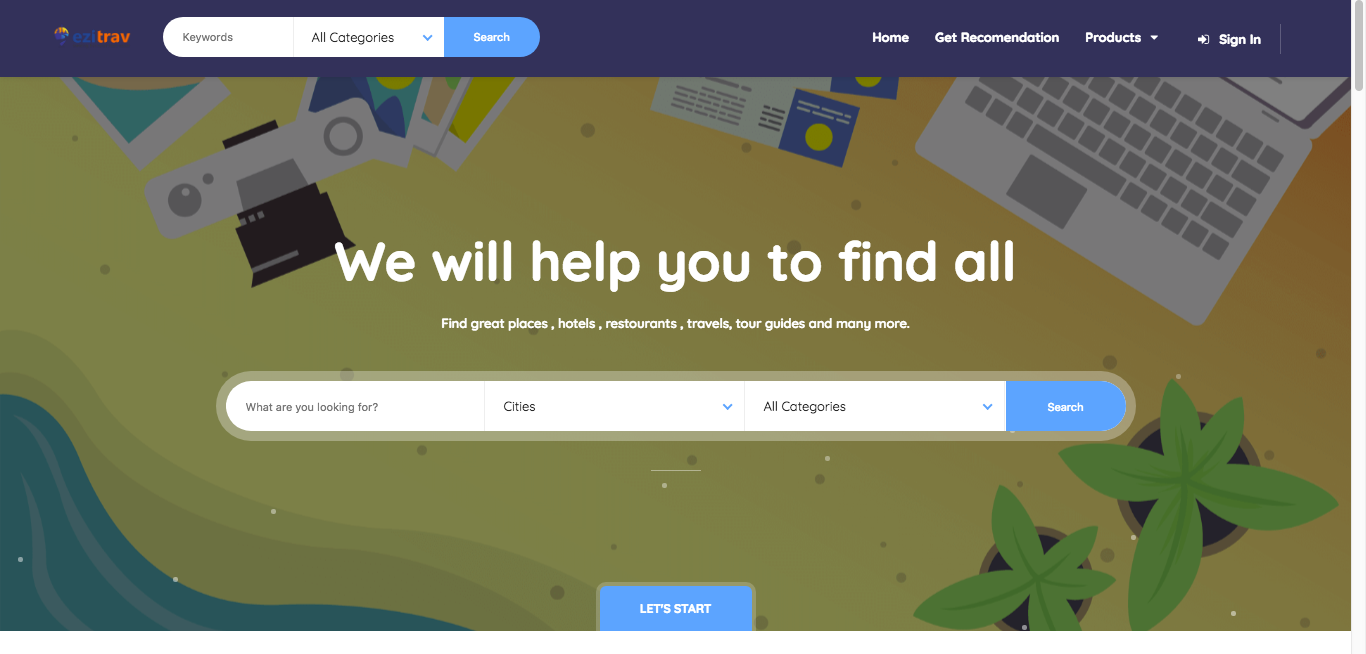 ezitrav
Keywords
All Categories
Search
Home
Get Recomendation
Products
Sign In
We will help you to find all
Find great places , hotels , restourants , travels, tour guides and many more.
What are you looking for?
Cities
All Categories
Search
LET'S START